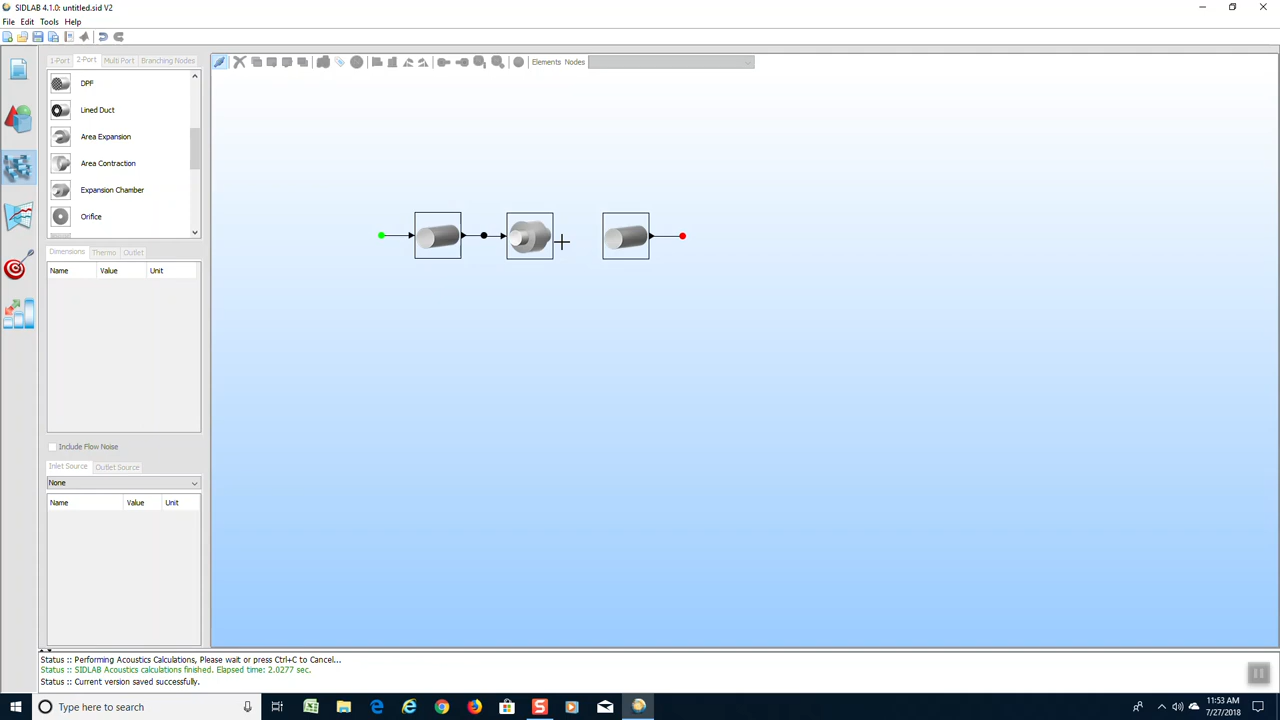 SIDLAB 4.1.0: untitled.sid V2
File Edit Tools Help
1-Port 2-Port Multi Port Branching Nodes
Elements Nodes
DPF
Lined Duct
Area Expansion
Area Contraction
Expansion Chamber
Orifice
Dimensions Thermo Outlet
Name Value Unit
Include Flow Noise
Inlet Source Outlet Source
None
Name Value Unit
Status :: Performing Acoustics Calculations, Please wait or press Ctrl+C to Cancel...
Status :: SIDLAB Acoustics calculations finished. Elapsed time: 2.0277 sec.
Status :: Current version saved successfully.
Type here to search
11:53 AM
7/27/2018